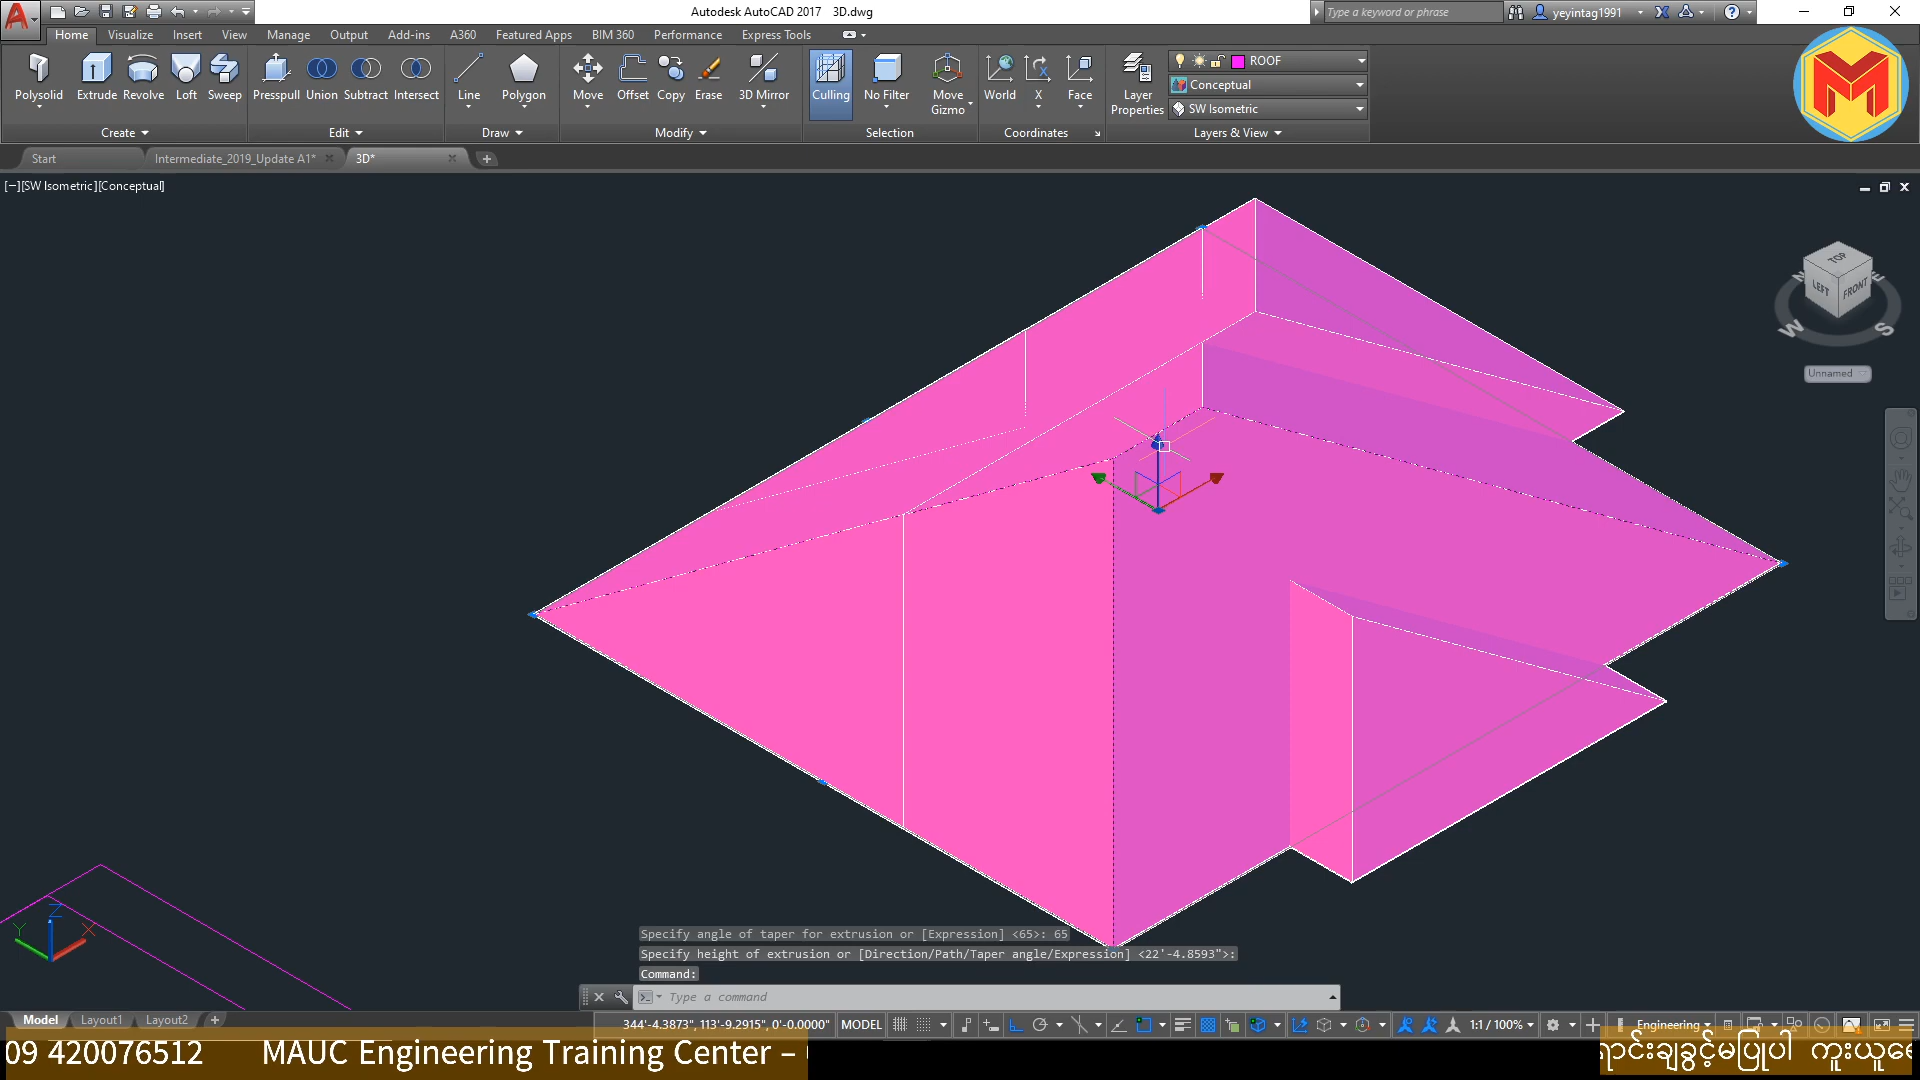 Autodesk AutoCAD 2017 3D.dwg
Type a keyword or phrase
yeyintag1991
Home Visualize Insert View Manage Output Add-ins A360 Featured Apps BIM 360 Performance Express Tools
Polysolid Extrude Revolve Loft Sweep Presspull Union Subtract Intersect Line Polygon Move Offset Copy Erase 3D Mirror Culling No Filter Move Gizmo World X Face Layer Properties
ROOF
Conceptual
SW Isometric
Create Edit Draw Modify Selection Coordinates Layers & View
Start Intermediate_2019_Update A1* 3D*
[−][SW Isometric][Conceptual]
N E W S
TOP
LEFT FRONT
Unnamed
Z
Y X
Specify angle of taper for extrusion or [Expression] <65>: 65
Specify height of extrusion or [Direction/Path/Taper angle/Expression] <22'-4.8593">:
Command:
Type a command
Model Layout1 Layout2
344'-4.3873", 113'-9.2915", 0'-0.0000" MODEL 1:1 / 100% Engineering
09 420076512 MAUC Engineering Training Center –